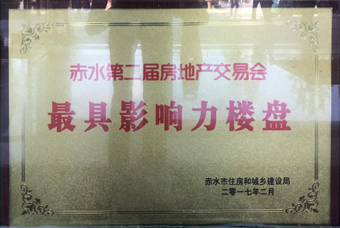 赤水第二届房地产交易会
最具影响力楼盘
赤水市住房和城乡建设局
二零一七年二月